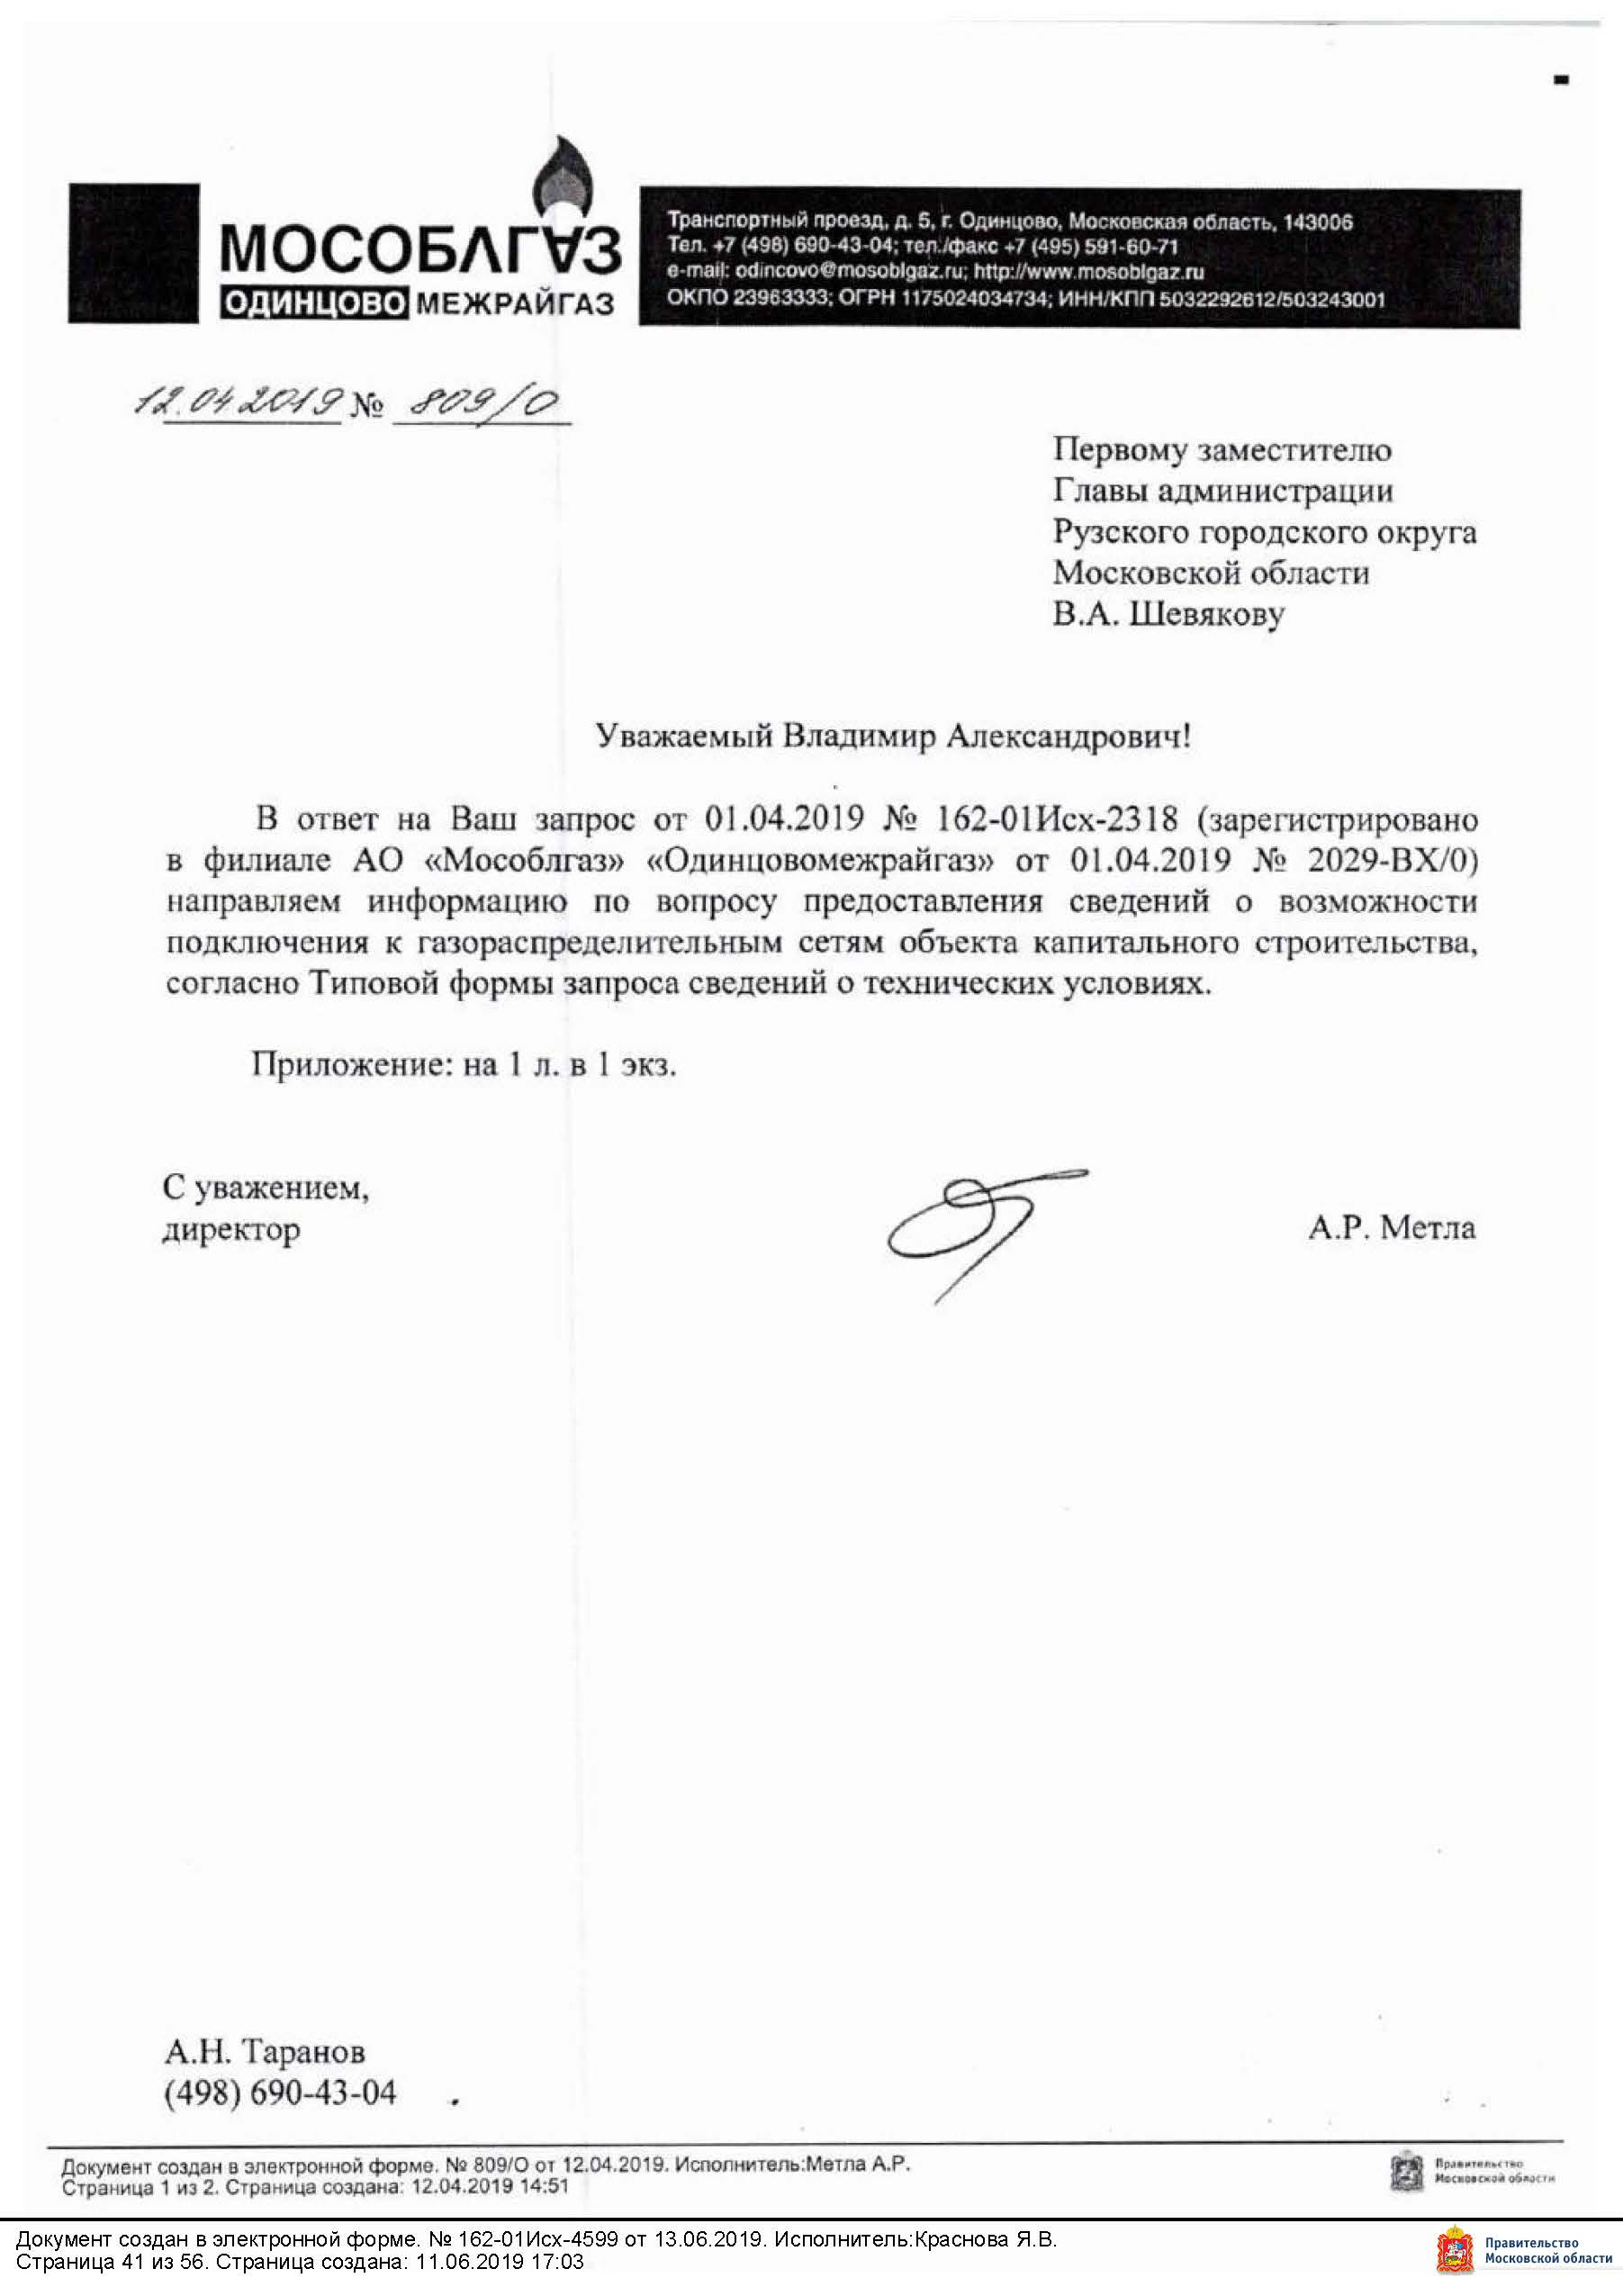 МОСОБЛГАЗ
ОДИНЦОВО МЕЖРАЙГАЗ
Транспортный проезд, д. 5, г. Одинцово, Московская область, 143006
Тел. +7 (498) 690-43-04; тел./факс +7 (495) 591-60-71
e-mail: odincovo@mosoblgaz.ru; http://www.mosoblgaz.ru
ОКПО 23963333; ОГРН 1175024034734; ИНН/КПП 5032292612/503243001
12.04.2019 № 809/О
Первому заместителю
Главы администрации
Рузского городского округа
Московской области
В.А. Шевякову
Уважаемый Владимир Александрович!
В ответ на Ваш запрос от 01.04.2019 № 162-01Исх-2318 (зарегистрировано
в филиале АО «Мособлгаз» «Одинцовомежрайгаз» от 01.04.2019 № 2029-ВХ/0)
направляем информацию по вопросу предоставления сведений о возможности
подключения к газораспределительным сетям объекта капитального строительства,
согласно Типовой формы запроса сведений о технических условиях.
Приложение: на 1 л. в 1 экз.
С уважением,
директор
А.Р. Метла
А.Н. Таранов
(498) 690-43-04
Документ создан в электронной форме. № 809/О от 12.04.2019. Исполнитель:Метла А.Р.
Страница 1 из 2. Страница создана: 12.04.2019 14:51
Правительство
Московской области
Документ создан в электронной форме. № 162-01Исх-4599 от 13.06.2019. Исполнитель:Краснова Я.В.
Страница 41 из 56. Страница создана: 11.06.2019 17:03
Правительство
Московской области